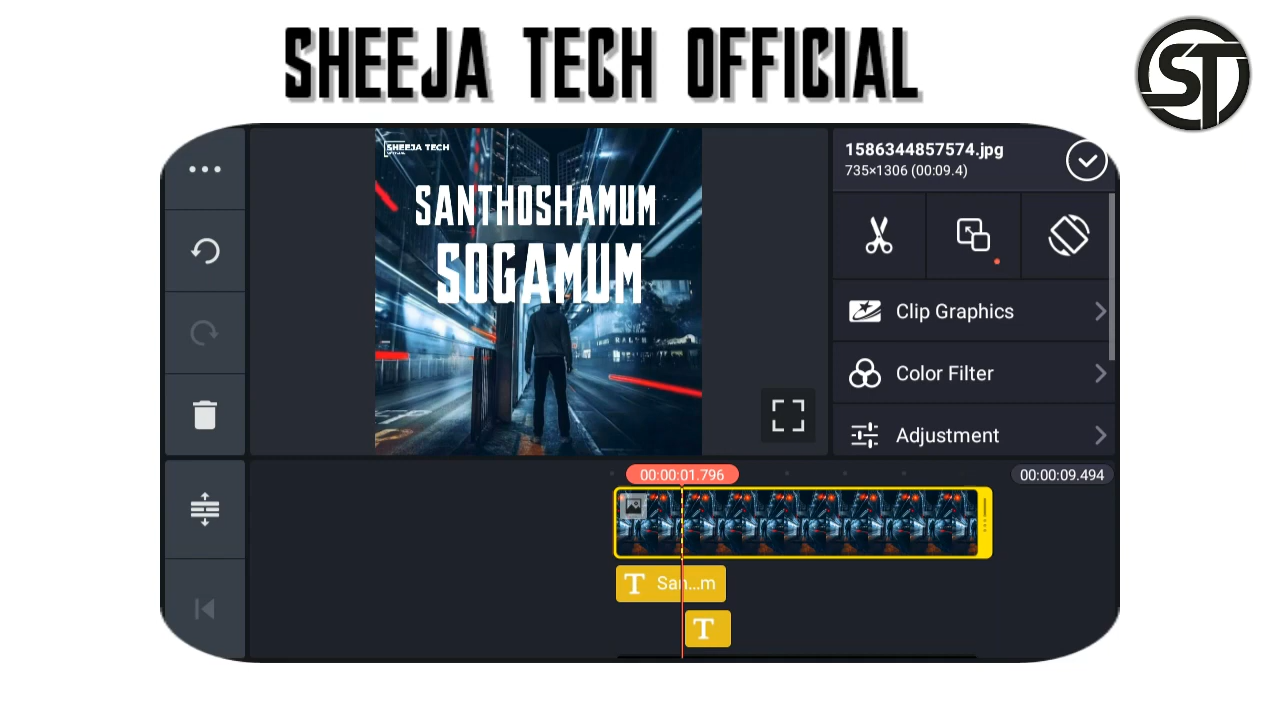 SHEEJA TECH OFFICIAL
ST
SHEEJA TECH
SANTHOSHAMUM
SOGAMUM
1586344857574.jpg
735×1306 (00:09.4)
Clip Graphics
Color Filter
Adjustment
00:00:01.796
00:00:09.494
T San...m
T